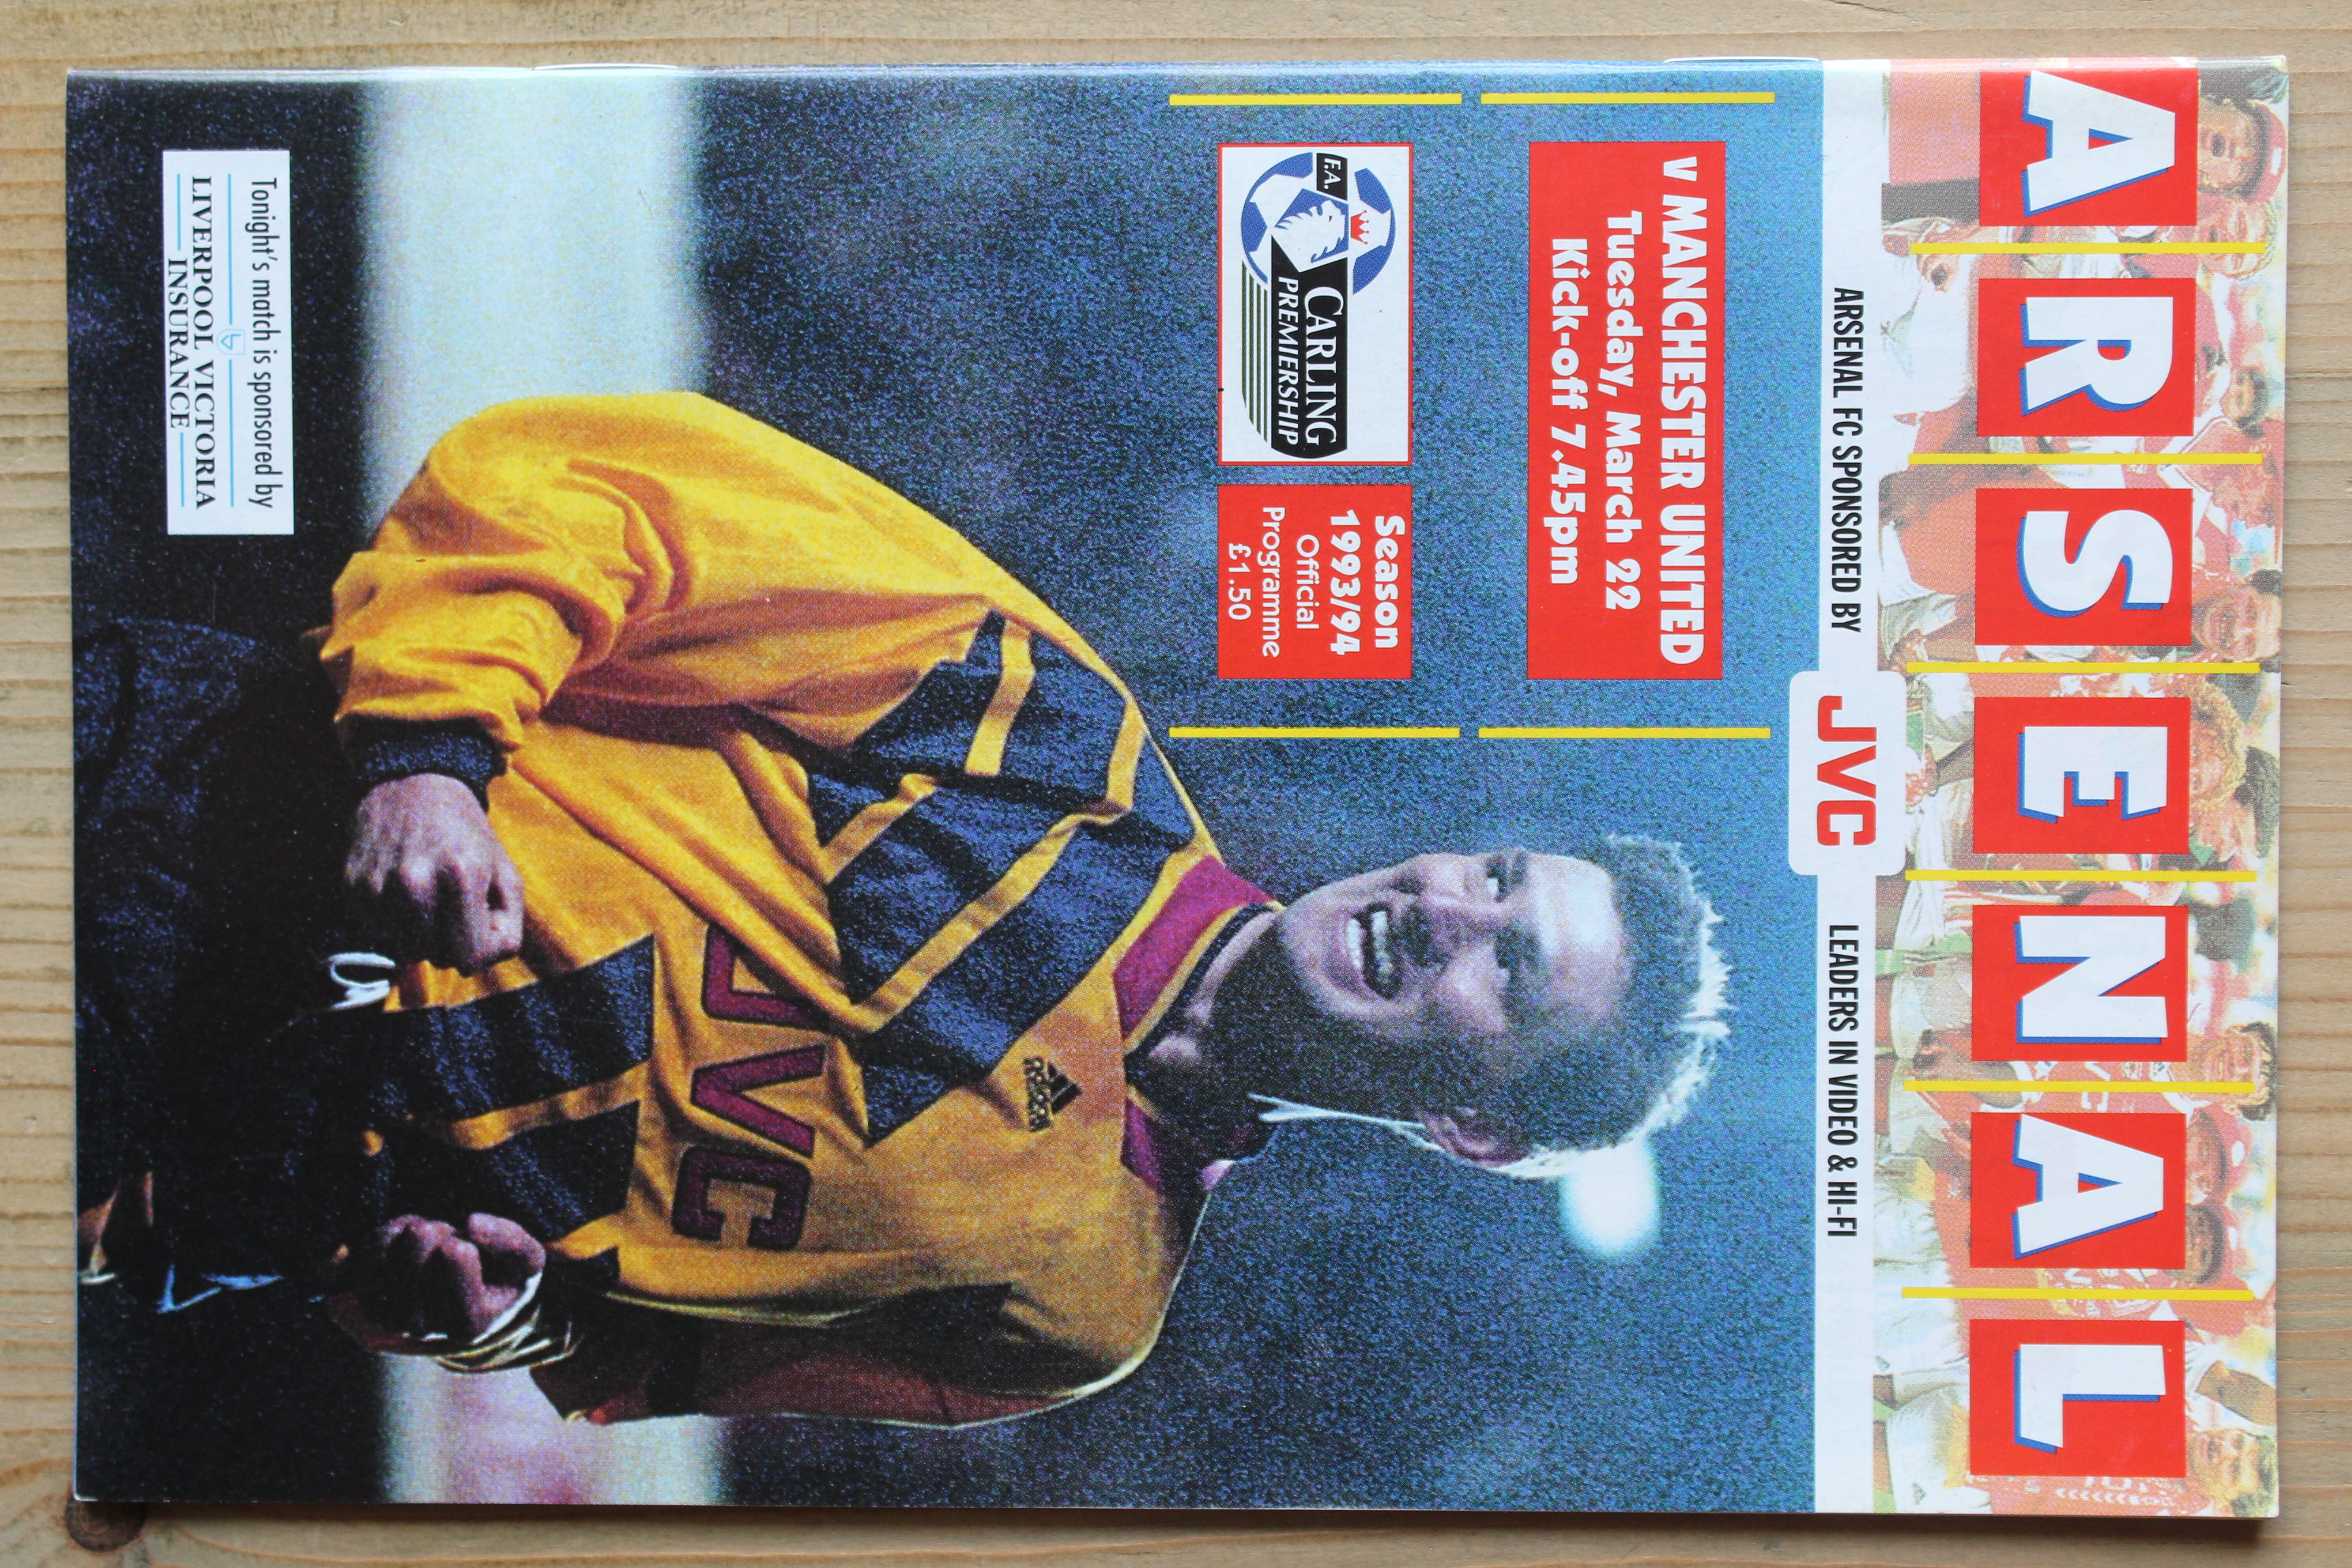 ARSENAL
ARSENAL FC SPONSORED BY JVC LEADERS IN VIDEO & HI-FI
v MANCHESTER UNITED
Tuesday, March 22
Kick-off 7.45pm
F.A.
CARLING
PREMIERSHIP
Season
1993/94
Official
Programme
£1.50
adidas
JVC
Tonight's match is sponsored by
LIVERPOOL VICTORIA
INSURANCE